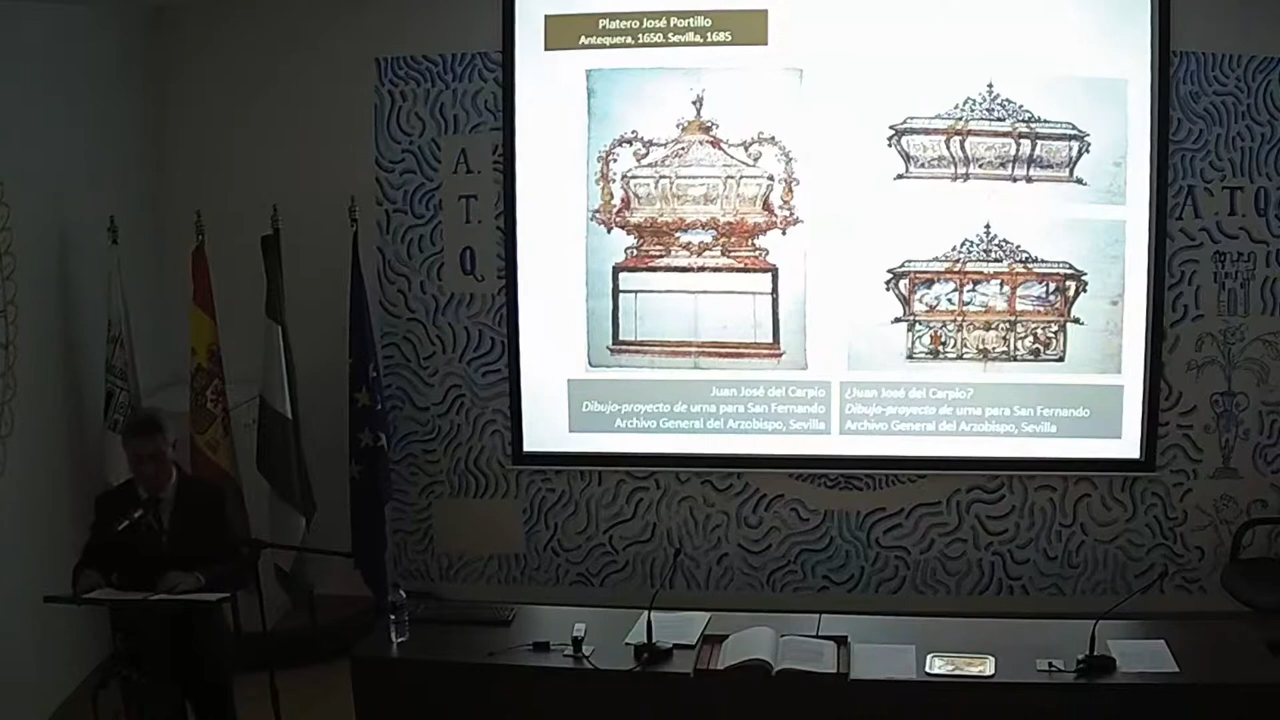 Platero José Portillo
Antequera, 1650. Sevilla, 1685
Juan José del Carpio
Dibujo-proyecto de urna para San Fernando
Archivo General del Arzobispo, Sevilla
¿Juan José del Carpio?
Dibujo-proyecto de urna para San Fernando
Archivo General del Arzobispo, Sevilla
A.
T.
Q
A.T.Q